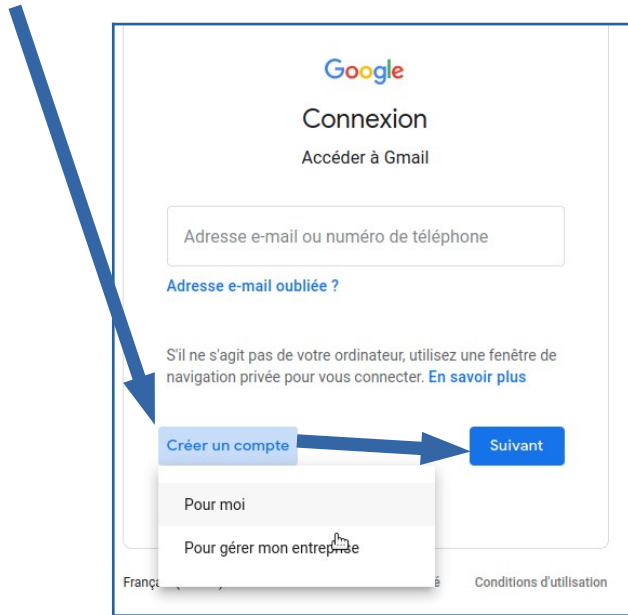 Google
Connexion
Accéder à Gmail
Adresse e-mail ou numéro de téléphone
Adresse e-mail oubliée ?
S'il ne s'agit pas de votre ordinateur, utilisez une fenêtre de
navigation privée pour vous connecter. En savoir plus
Créer un compte
Suivant
Pour moi
Pour gérer mon entreprise
Conditions d'utilisation